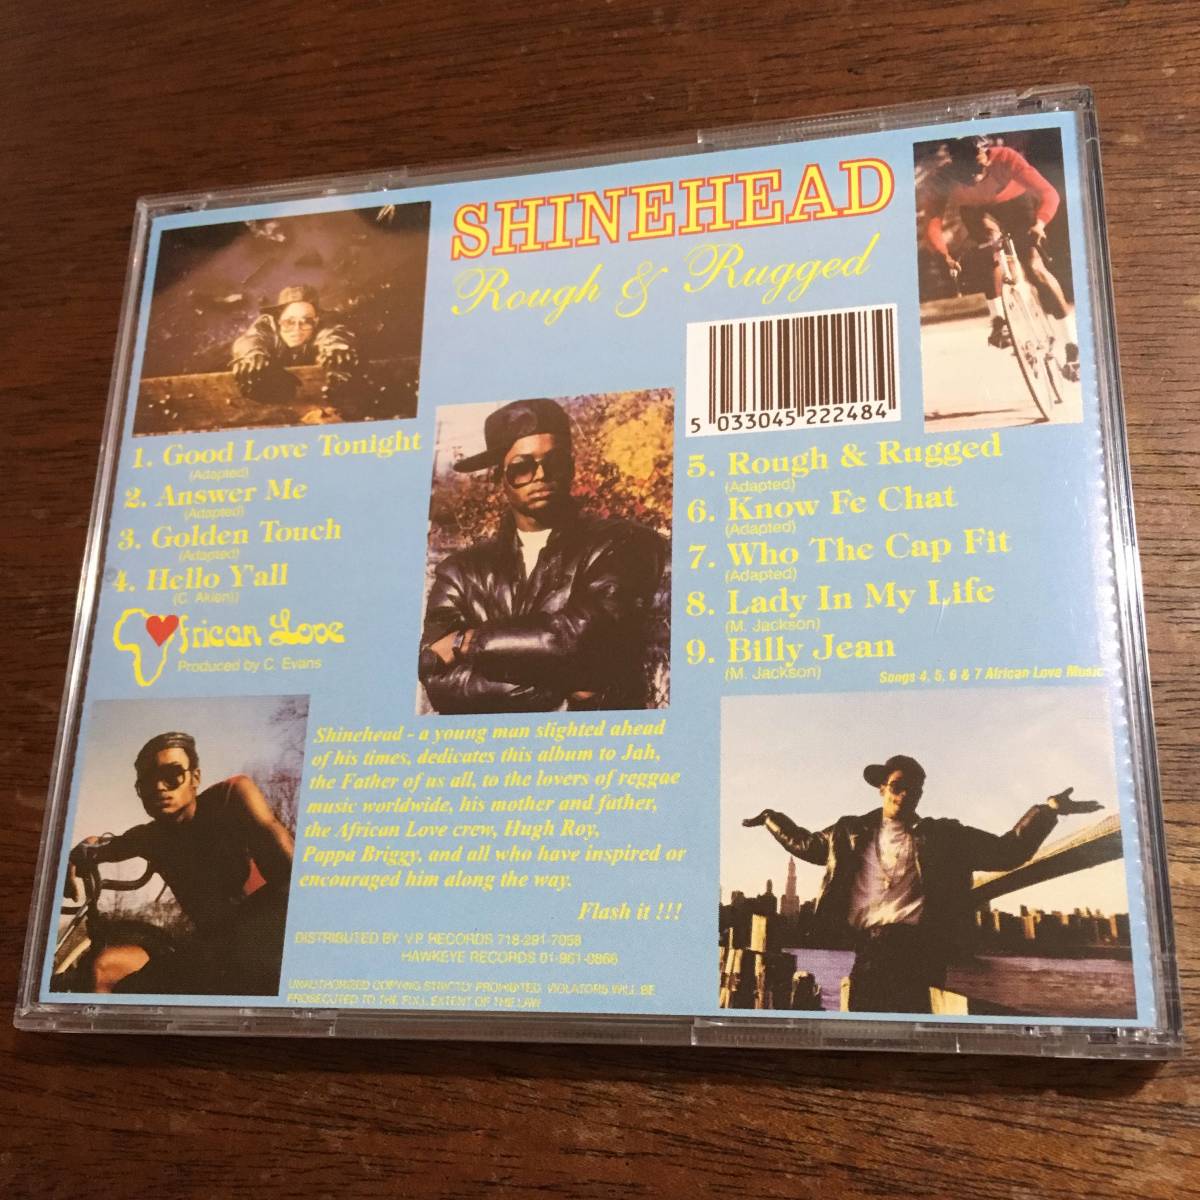 SHINEHEAD
Rough & Rugged
5 033045 222484
1. Good Love Tonight
(Adapted)
2. Answer Me
(Adapted)
3. Golden Touch
(Adapted)
4. Hello Y'all
(C. Aklen)]
African Love
Produced by C. Evans
5. Rough & Rugged
(Adapted)
6. Know Fe Chat
(Adapted)
7. Who The Cap Fit
(Adapted)
8. Lady In My Life
(M. Jackson)
9. Billy Jean
(M. Jackson)
Songs 4, 5, 6 & 7 African Love Music
Shinehead - a young man slighted ahead
of his times, dedicates this album to Jah,
the Father of us all, to the lovers of reggae
music worldwide, his mother and father,
the African Love crew, Hugh Roy,
Pappa Briggy, and all who have inspired or
encouraged him along the way.
Flash it !!!
DISTRIBUTED BY: V.P. RECORDS 718-291-7058
HAWKEYE RECORDS 01-961-0866
UNAUTHORISED COPYING STRICTLY PROHIBITED. VIOLATORS WILL BE
PROSECUTED TO THE FULL EXTENT OF THE LAW